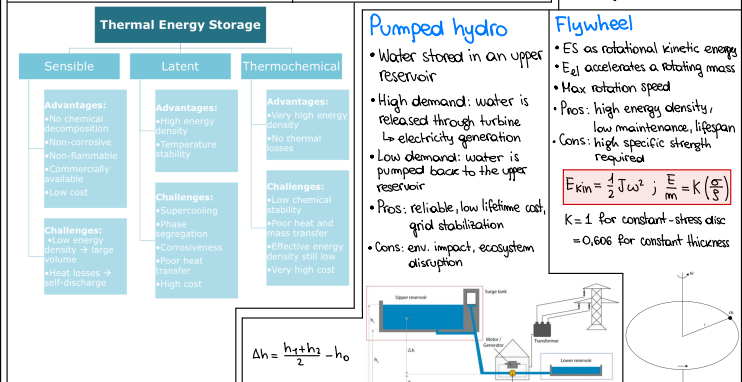 Thermal Energy Storage
Sensible
Latent
Thermochemical
Advantages:
•No chemical
decomposition
•Non-corrosive
•Non-flammable
•Commercially
available
•Low cost
Challenges:
•Low energy
density → large
volume
•Heat losses →
self-discharge
Advantages:
•High energy
density
•Temperature
stability
Challenges:
•Supercooling
•Phase
segregation
•Corrosiveness
•Poor heat
transfer
•High cost
Advantages:
•Very high energy
density
•No thermal
losses
Challenges:
•Low chemical
stability
•Poor heat and
mass transfer
•Effective energy
density still low
•Very high cost
Δh = (h₁+h₂)/2 − h₀
Pumped hydro
• Water stored in an upper
reservoir
• High demand: water is
released through turbine
↳ electricity generation
• Low demand: water is
pumped back to the upper
reservoir
• Pros: reliable, low lifetime cost,
grid stabilization
• Cons: env. impact, ecosystem
disruption
Upper reservoir
Surge tank
Δh
Motor /
Generator
Transformer
Lower reservoir
Flywheel
• ES as rotational kinetic energy
• Eel accelerates a rotating mass
• Max rotation speed
• Pros: high energy density,
low maintenance, lifespan
• Cons: high specific strength
required
Ekin = 1/2 Jω² ; E/m = K (σ/ρ)
K = 1 for constant-stress disc
= 0,606 for constant thickness
ω
m
r